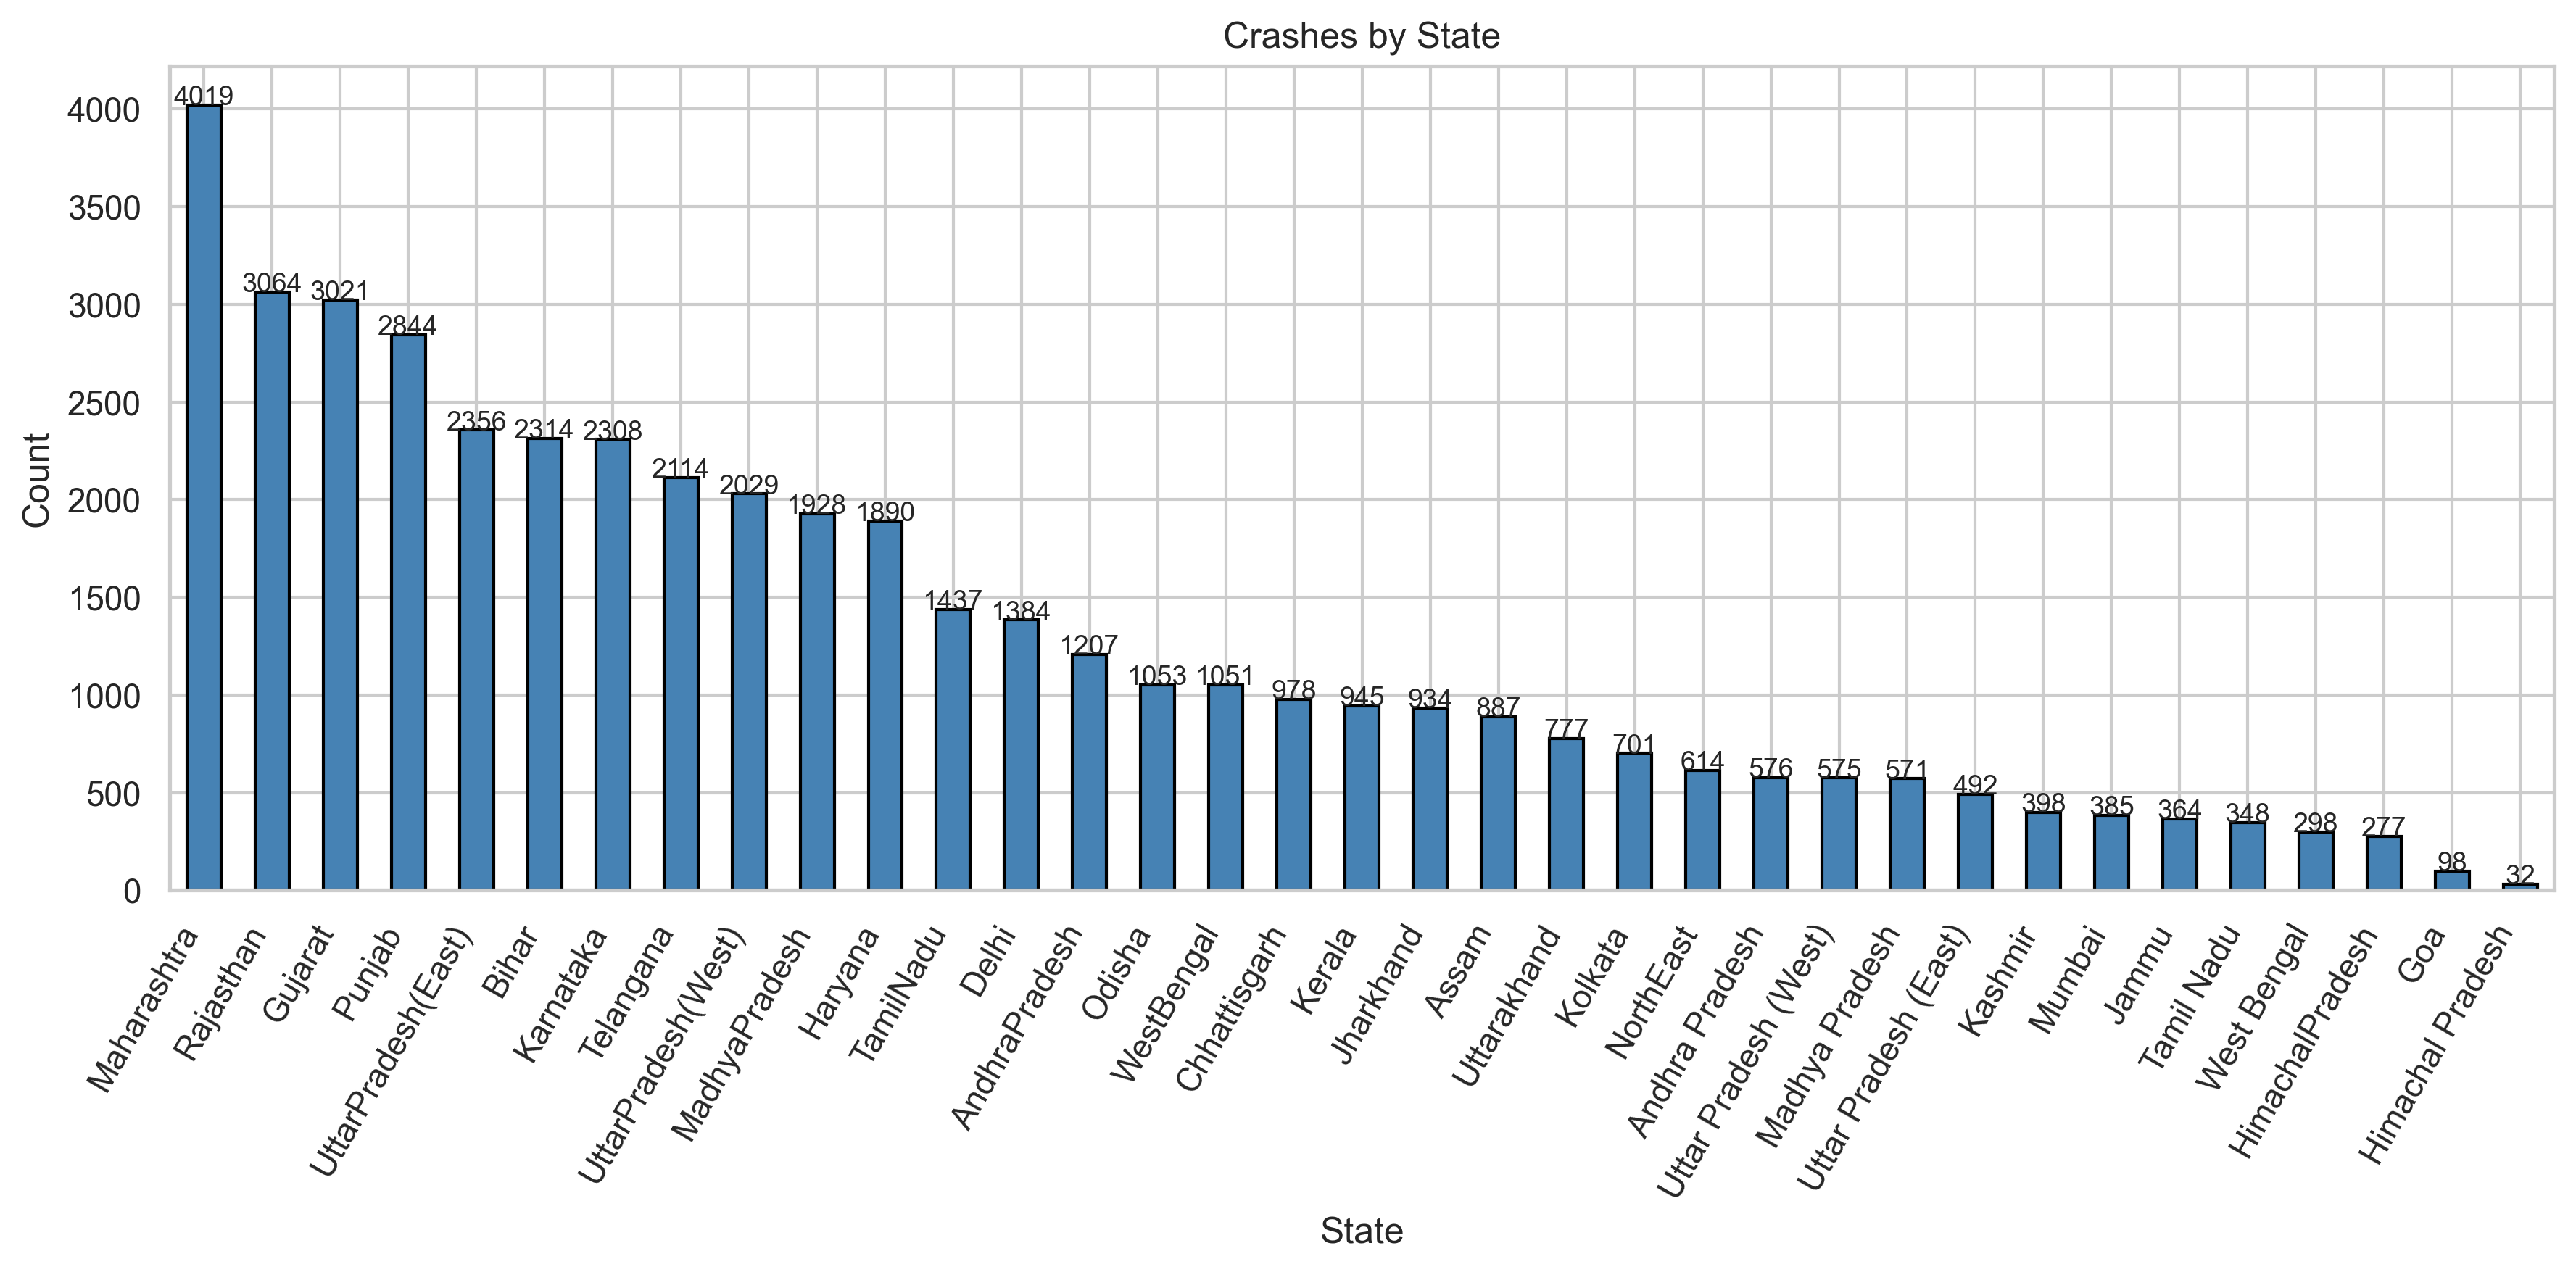 Crashes by State
Count
4000
3500
3000
2500
2000
1500
1000
500
0
4019
3064
3021
2844
2356
2314
2308
2114
2029
1928
1890
1437
1384
1207
1053
1051
978
945
934
887
777
701
614
576
575
571
492
398
385
364
348
298
277
98
32
Maharashtra
Rajasthan
Gujarat
Punjab
UttarPradesh(East)
Bihar
Karnataka
Telangana
UttarPradesh(West)
MadhyaPradesh
Haryana
TamilNadu
Delhi
AndhraPradesh
Odisha
WestBengal
Chhattisgarh
Kerala
Jharkhand
Assam
Uttarakhand
Kolkata
NorthEast
Andhra Pradesh
Uttar Pradesh (West)
Madhya Pradesh
Uttar Pradesh (East)
Kashmir
Mumbai
Jammu
Tamil Nadu
West Bengal
HimachalPradesh
Goa
Himachal Pradesh
State